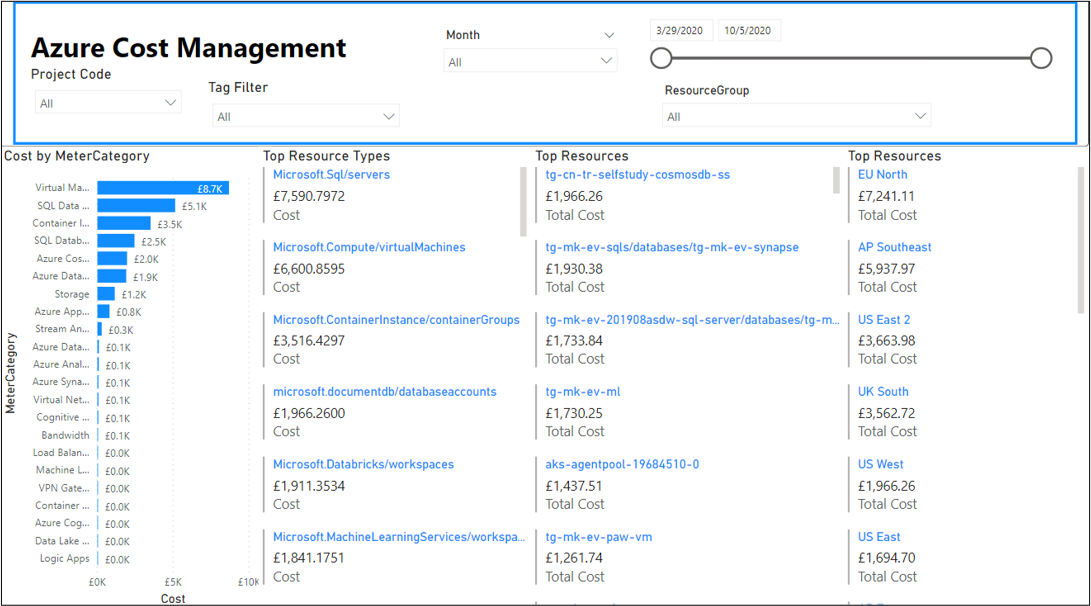 Azure Cost Management
Project Code
All
Tag Filter
All
Month
All
3/29/2020 10/5/2020
ResourceGroup
All
Cost by MeterCategory
MeterCategory
Virtual Ma... £8.7K
SQL Data ... £5.1K
Container I... £3.5K
SQL Datab... £2.5K
Azure Cos... £2.0K
Azure Data... £1.9K
Storage £1.2K
Azure App... £0.8K
Stream An... £0.3K
Azure Data... £0.1K
Azure Anal... £0.1K
Azure Syna... £0.1K
Virtual Net... £0.1K
Cognitive ... £0.1K
Bandwidth £0.1K
Load Balan... £0.0K
Machine L... £0.0K
VPN Gate... £0.0K
Container ... £0.0K
Azure Cog... £0.0K
Data Lake ... £0.0K
Logic Apps £0.0K
£0K £5K £10K
Cost
Top Resource Types
Microsoft.Sql/servers
£7,590.7972
Cost
Microsoft.Compute/virtualMachines
£6,600.8595
Cost
Microsoft.ContainerInstance/containerGroups
£3,516.4297
Cost
microsoft.documentdb/databaseaccounts
£1,966.2600
Cost
Microsoft.Databricks/workspaces
£1,911.3534
Cost
Microsoft.MachineLearningServices/workspa...
£1,841.1751
Cost
Top Resources
tg-cn-tr-selfstudy-cosmosdb-ss
£1,966.26
Total Cost
tg-mk-ev-sqls/databases/tg-mk-ev-synapse
£1,930.38
Total Cost
tg-mk-ev-201908asdw-sql-server/databases/tg-m...
£1,733.84
Total Cost
tg-mk-ev-ml
£1,730.25
Total Cost
aks-agentpool-19684510-0
£1,437.51
Total Cost
tg-mk-ev-paw-vm
£1,261.74
Total Cost
Top Resources
EU North
£7,241.11
Total Cost
AP Southeast
£5,937.97
Total Cost
US East 2
£3,663.98
Total Cost
UK South
£3,562.72
Total Cost
US West
£1,966.26
Total Cost
US East
£1,694.70
Total Cost